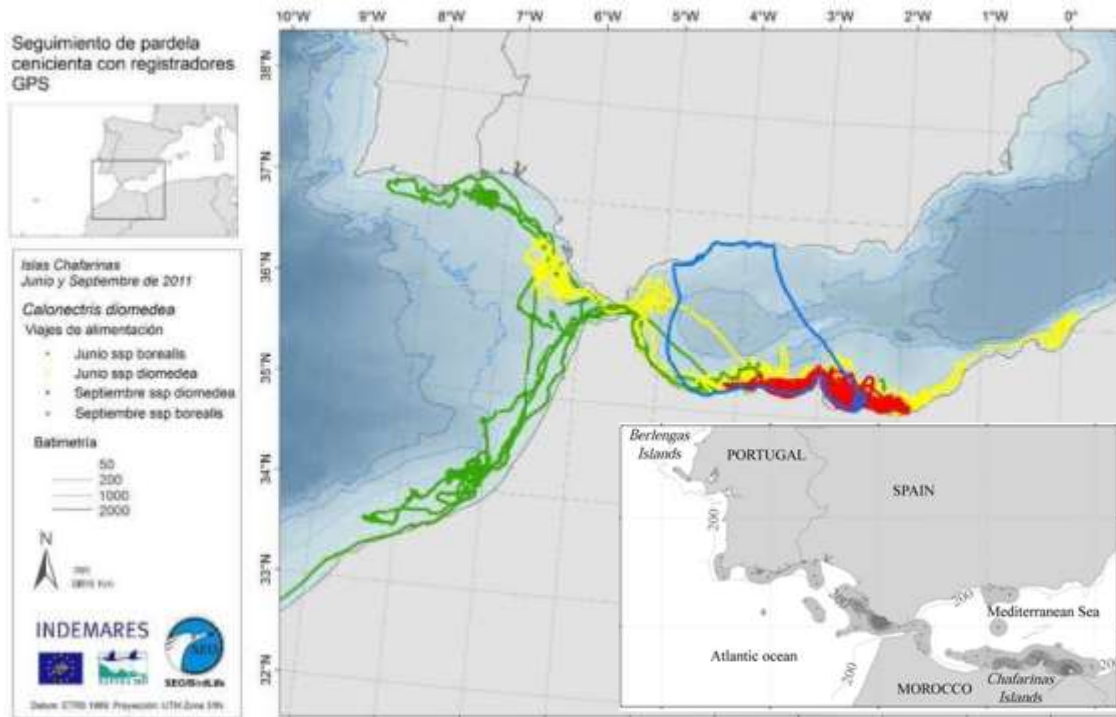 Seguimiento de pardela
cenicienta con registradores
GPS
Islas Chafarinas
Junio y Septiembre de 2011
Calonectris diomedea
Viajes de alimentación
Junio ssp borealis
Junio ssp diomedea
Septiembre ssp diomedea
Septiembre ssp borealis
Batimetría
50
200
1000
2000
N
INDEMARES
SEO
SEO/BirdLife
10°W 9°W 8°W 7°W 6°W 5°W 4°W 3°W 2°W 1°W 0°
38°N
37°N
36°N
35°N
34°N
33°N
32°N
Berlengas
Islands
PORTUGAL
SPAIN
200
200
200
Mediterranean Sea
Atlantic ocean
200
Chafarinas
Islands
MOROCCO